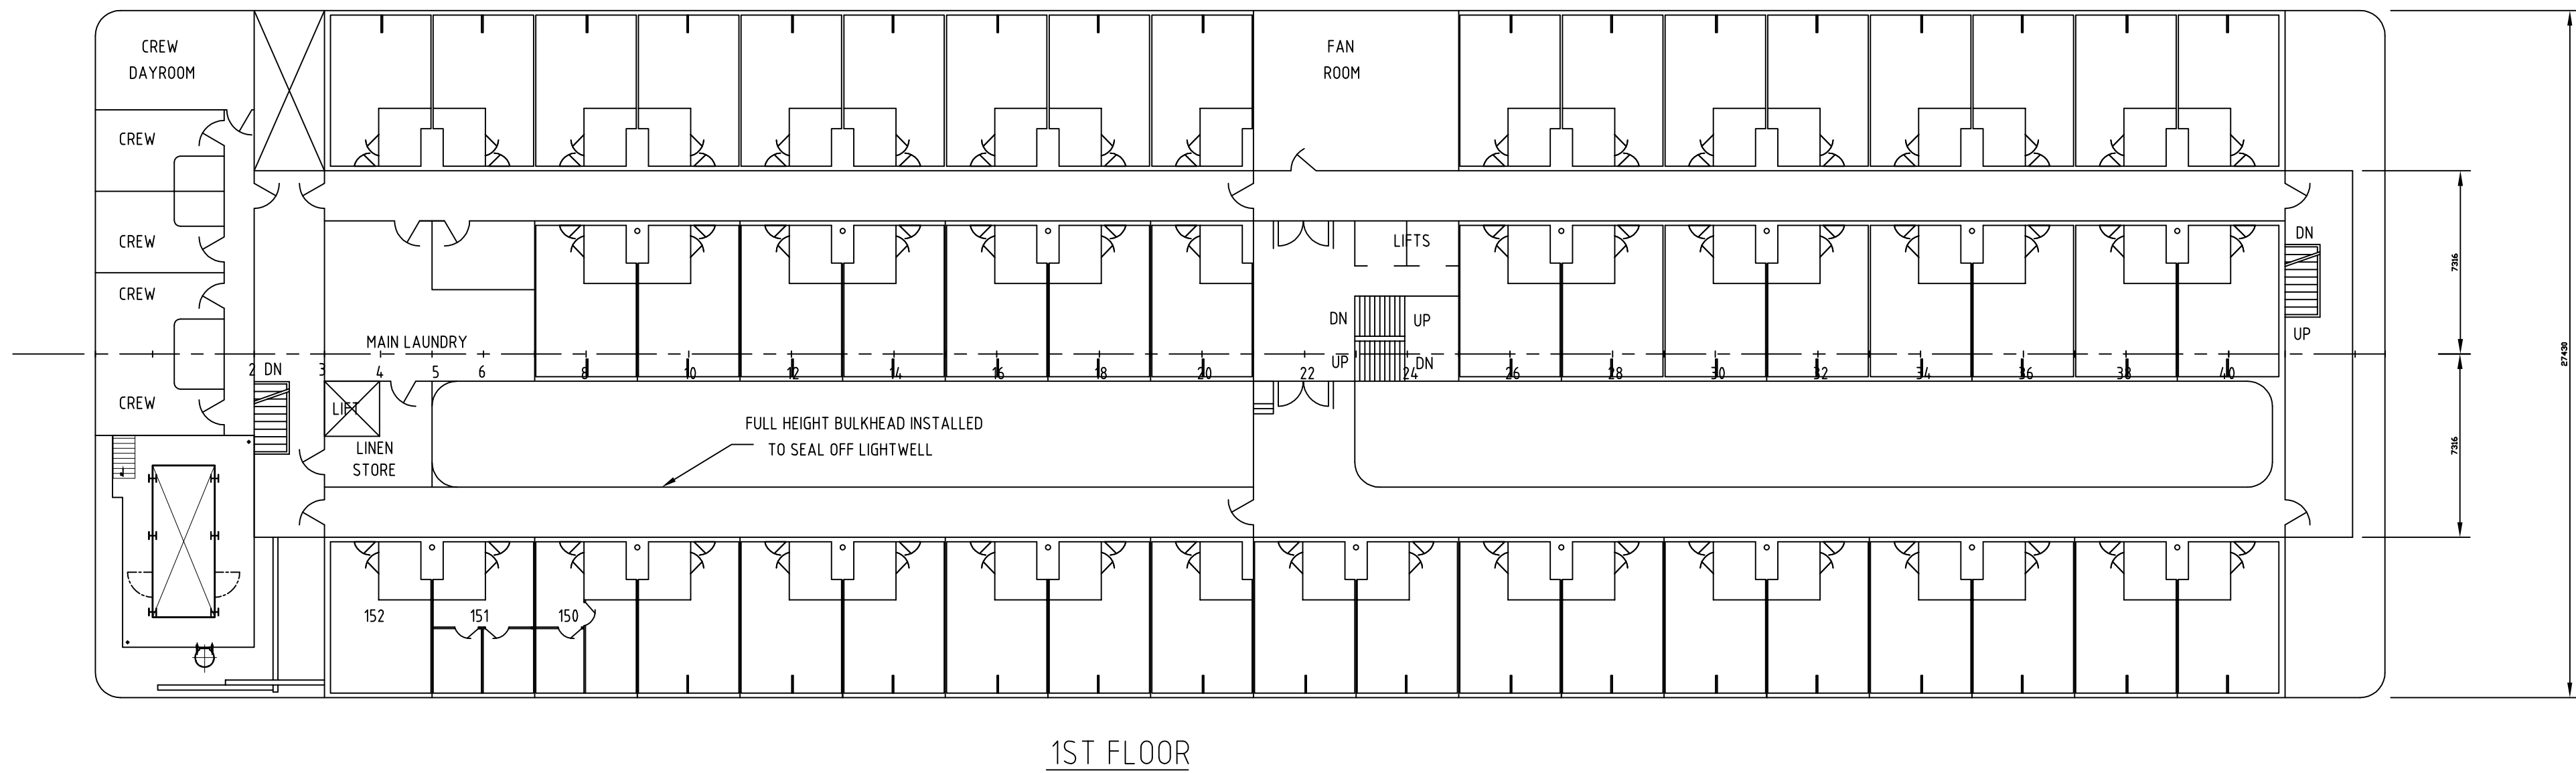 CREW
DAYROOM
FAN
ROOM
CREW
CREW
LIFTS
DN
CREW
7316
DN
UP
UP
MAIN LAUNDRY
27430
2
DN
3
4
5
6
8
10
12
14
16
18
20
22
UP
24
DN
26
28
30
32
34
36
38
40
CREW
LIFT
FULL HEIGHT BULKHEAD INSTALLED
TO SEAL OFF LIGHTWELL
LINEN
STORE
7316
152
151
150
1ST FLOOR